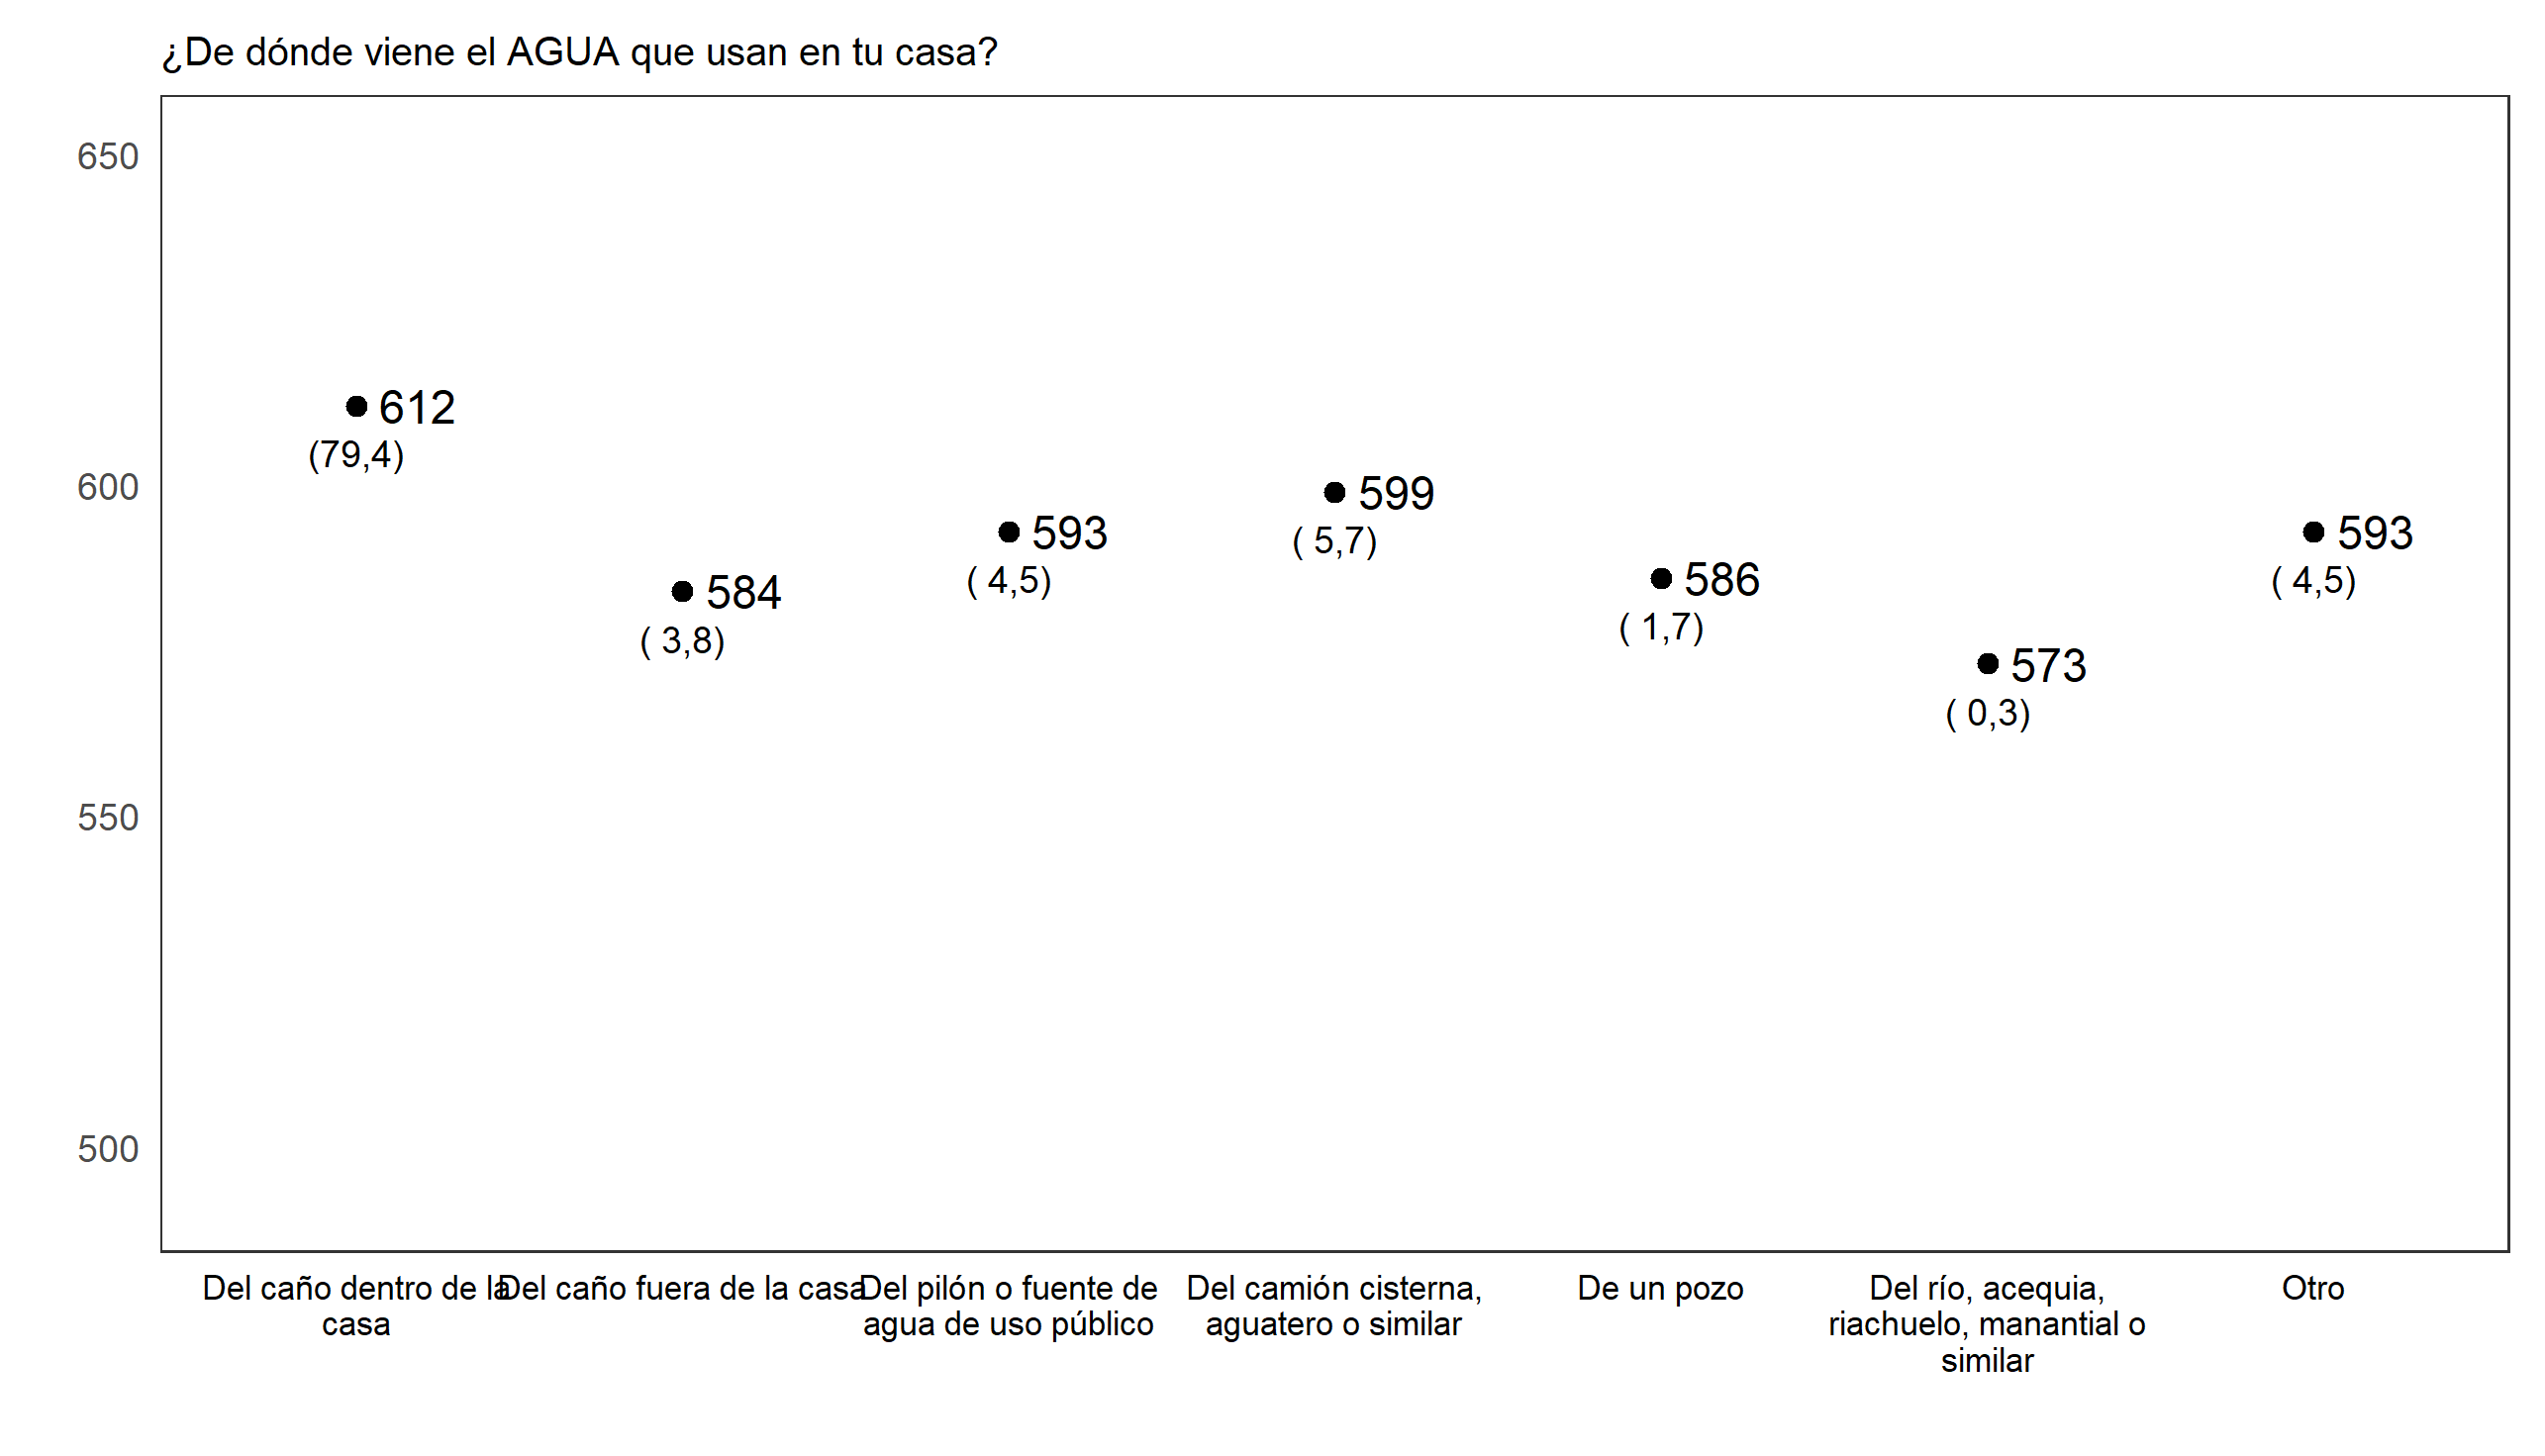 ¿De dónde viene el AGUA que usan en tu casa?
650
600
550
500
612
(79,4)
584
( 3,8)
593
( 4,5)
599
( 5,7)
586
( 1,7)
573
( 0,3)
593
( 4,5)
Del caño dentro de la
casa
Del caño fuera de la casa
Del pilón o fuente de
agua de uso público
Del camión cisterna,
aguatero o similar
De un pozo
Del río, acequia,
riachuelo, manantial o
similar
Otro